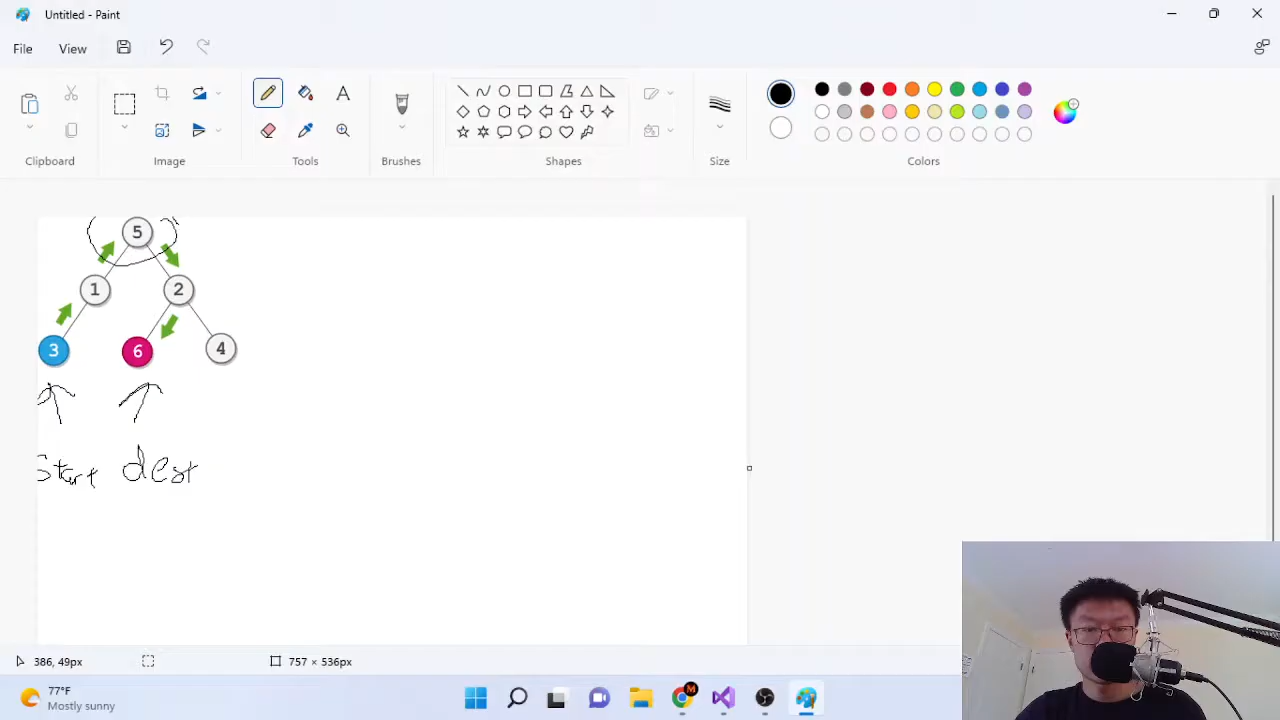 Untitled - Paint
File View
Clipboard Image Tools Brushes Shapes Size Colors
5
1 2
3 6 4
Start dest
386, 49px 757 × 536px
77°F
Mostly sunny